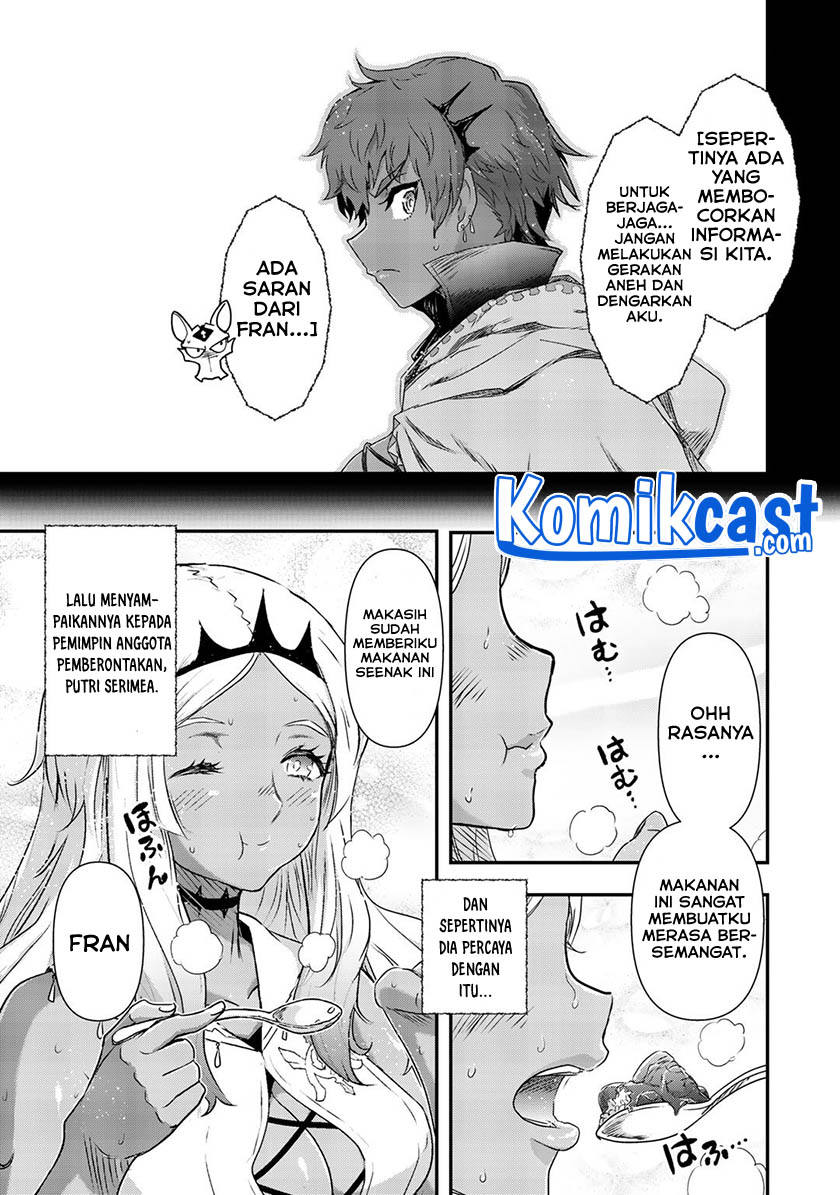 [SEPER-
TINYA ADA
YANG
MEMBO-
CORKAN
INFORMA-
SI KITA.
UNTUK
BERJAGA-
JAGA...
JANGAN
MELAKUKAN
GERAKAN
ANEH DAN
DENGARKAN
AKU.
ADA
SARAN
DARI
FRAN...]
Komikcast
.com
はむ…
はむ…
OHH
RASANYA
...
MAKANAN
INI SANGAT
MEMBUATKU
MERASA BER-
SEMANGAT.
LALU MENYAM-
PAIKANNYA KEPADA
PEMIMPIN ANGGOTA
PEMBERONTAKAN,
PUTRI SERIMEA.
MAKASIH
SUDAH
MEMBERIKU
MAKANAN
SEENAK INI
ほふん
FRAN
DAN
SEPERTINYA
DIA PERCAYA
DENGAN
ITU...
はふ…